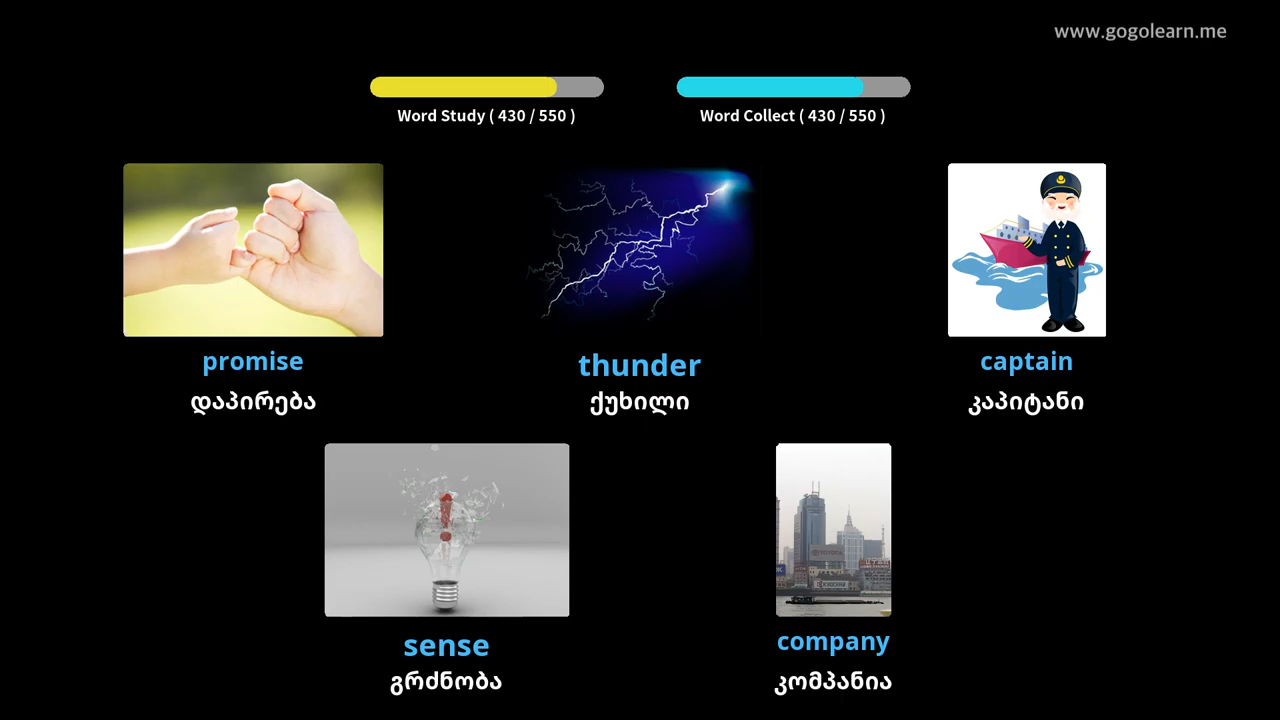 www.gogolearn.me
Word Study ( 430 / 550 )
Word Collect ( 430 / 550 )
promise
დაპირება
thunder
ქუხილი
captain
კაპიტანი
TOYOTA
sense
გრძნობა
company
კომპანია